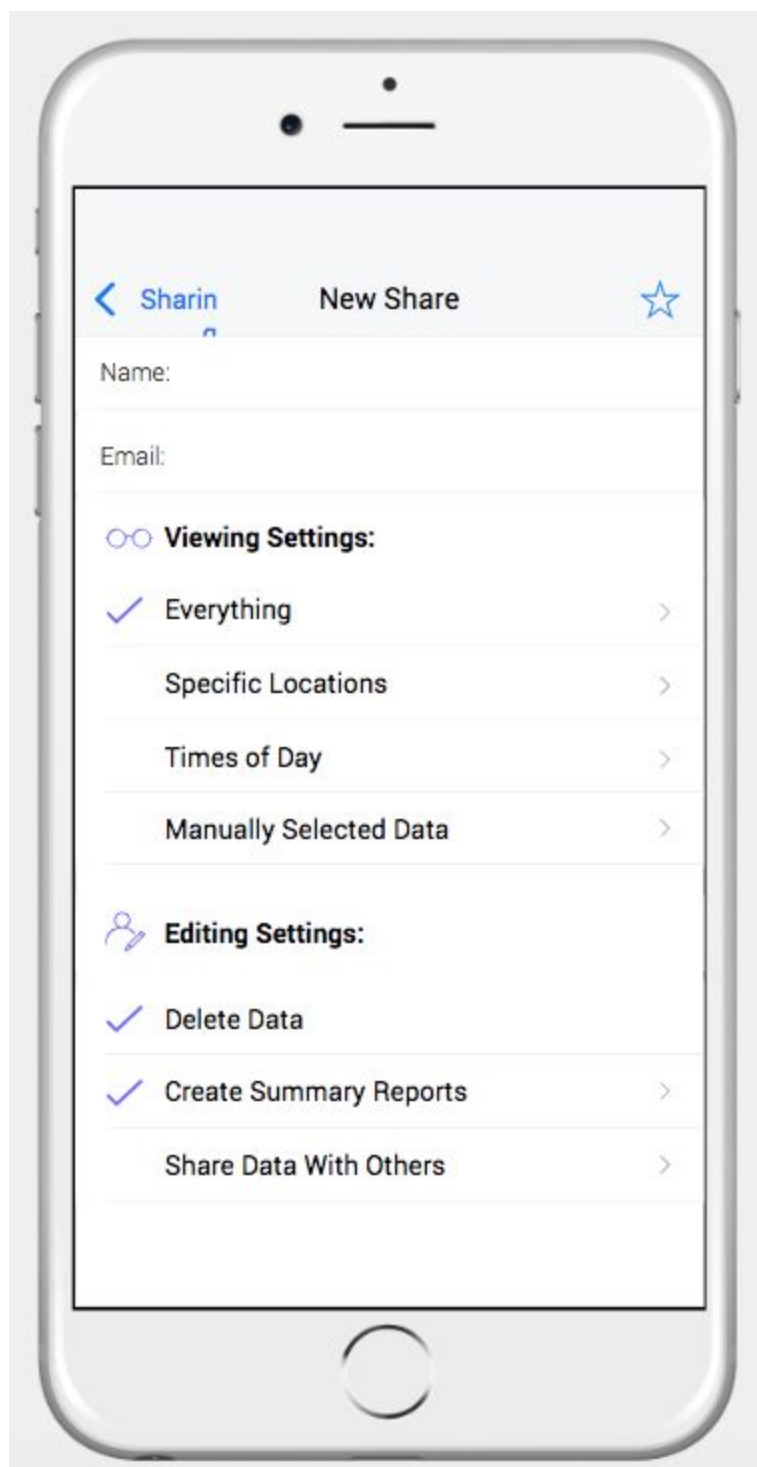 Sharin
g
New Share
Name:
Email:
Viewing Settings:
Everything
Specific Locations
Times of Day
Manually Selected Data
Editing Settings:
Delete Data
Create Summary Reports
Share Data With Others